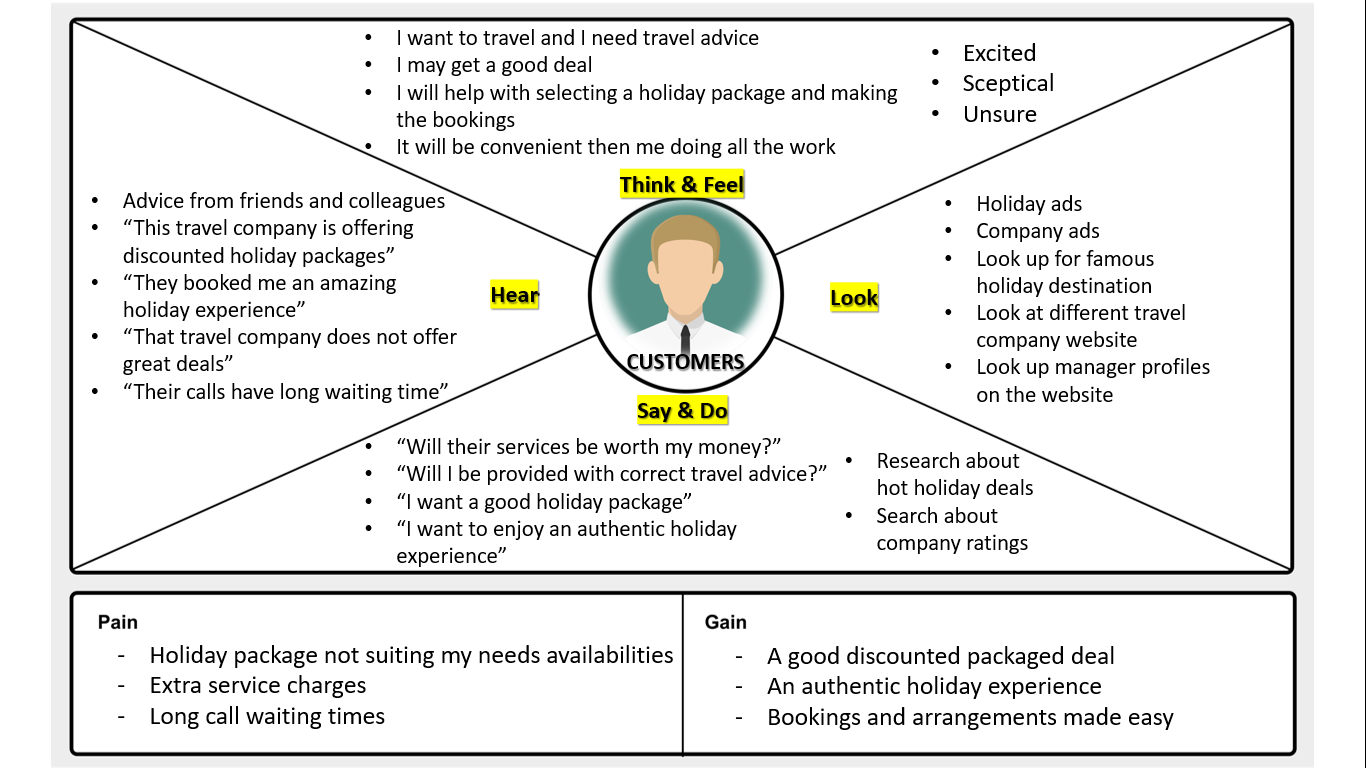 • I want to travel and I need travel advice
• I may get a good deal
• I will help with selecting a holiday package and making
the bookings
• It will be convenient then me doing all the work
• Excited
• Sceptical
• Unsure
Think & Feel
• Advice from friends and colleagues
• “This travel company is offering
discounted holiday packages”
• “They booked me an amazing
holiday experience”
• “That travel company does not offer
great deals”
• “Their calls have long waiting time”
Hear
CUSTOMERS
Look
• Holiday ads
• Company ads
• Look up for famous
holiday destination
• Look at different travel
company website
• Look up manager profiles
on the website
Say & Do
• “Will their services be worth my money?”
• “Will I be provided with correct travel advice?”
• “I want a good holiday package”
• “I want to enjoy an authentic holiday
experience”
• Research about
hot holiday deals
• Search about
company ratings
Pain
- Holiday package not suiting my needs availabilities
- Extra service charges
- Long call waiting times
Gain
- A good discounted packaged deal
- An authentic holiday experience
- Bookings and arrangements made easy